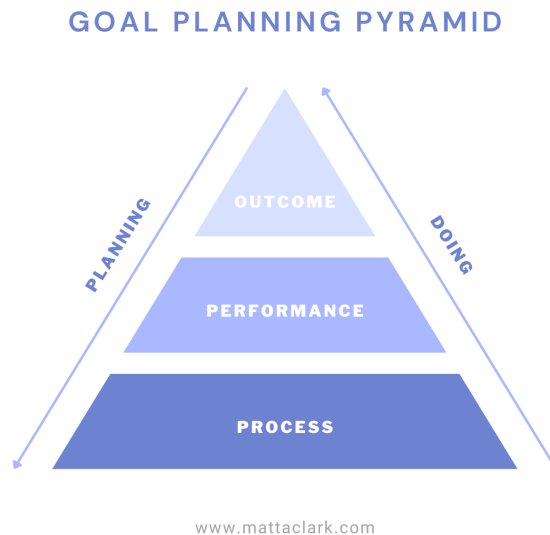 GOAL PLANNING PYRAMID
OUTCOME
PLANNING
DOING
PERFORMANCE
PROCESS
www.mattaclark.com